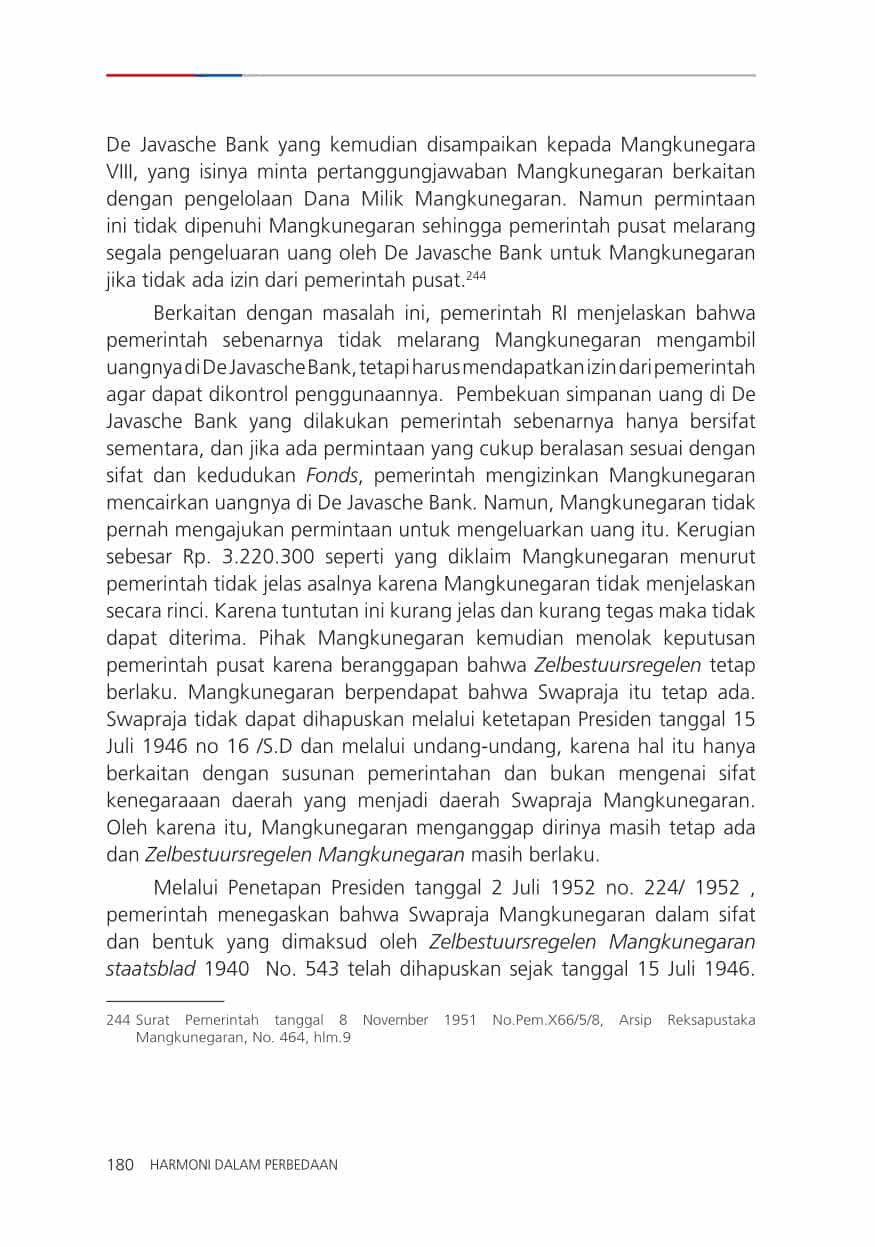 De Javasche Bank yang kemudian disampaikan kepada Mangkunegara
VIII, yang isinya minta pertanggungjawaban Mangkunegaran berkaitan
dengan pengelolaan Dana Milik Mangkunegaran. Namun permintaan
ini tidak dipenuhi Mangkunegaran sehingga pemerintah pusat melarang
segala pengeluaran uang oleh De Javasche Bank untuk Mangkunegaran
jika tidak ada izin dari pemerintah pusat.244
Berkaitan dengan masalah ini, pemerintah RI menjelaskan bahwa
pemerintah sebenarnya tidak melarang Mangkunegaran mengambil
uangnya di De Javasche Bank, tetapi harus mendapatkan izin dari pemerintah
agar dapat dikontrol penggunaannya. Pembekuan simpanan uang di De
Javasche Bank yang dilakukan pemerintah sebenarnya hanya bersifat
sementara, dan jika ada permintaan yang cukup beralasan sesuai dengan
sifat dan kedudukan Fonds, pemerintah mengizinkan Mangkunegaran
mencairkan uangnya di De Javasche Bank. Namun, Mangkunegaran tidak
pernah mengajukan permintaan untuk mengeluarkan uang itu. Kerugian
sebesar Rp. 3.220.300 seperti yang diklaim Mangkunegaran menurut
pemerintah tidak jelas asalnya karena Mangkunegaran tidak menjelaskan
secara rinci. Karena tuntutan ini kurang jelas dan kurang tegas maka tidak
dapat diterima. Pihak Mangkunegaran kemudian menolak keputusan
pemerintah pusat karena beranggapan bahwa Zelbestuursregelen tetap
berlaku. Mangkunegaran berpendapat bahwa Swapraja itu tetap ada.
Swapraja tidak dapat dihapuskan melalui ketetapan Presiden tanggal 15
Juli 1946 no 16 /S.D dan melalui undang-undang, karena hal itu hanya
berkaitan dengan susunan pemerintahan dan bukan mengenai sifat
kenegaraaan daerah yang menjadi daerah Swapraja Mangkunegaran.
Oleh karena itu, Mangkunegaran menganggap dirinya masih tetap ada
dan Zelbestuursregelen Mangkunegaran masih berlaku.
Melalui Penetapan Presiden tanggal 2 Juli 1952 no. 224/ 1952 ,
pemerintah menegaskan bahwa Swapraja Mangkunegaran dalam sifat
dan bentuk yang dimaksud oleh Zelbestuursregelen Mangkunegaran
staatsblad 1940 No. 543 telah dihapuskan sejak tanggal 15 Juli 1946.
244 Surat Pemerintah tanggal 8 November 1951 No.Pem.X66/5/8, Arsip Reksapustaka
Mangkunegaran, No. 464, hlm.9
180 HARMONI DALAM PERBEDAAN